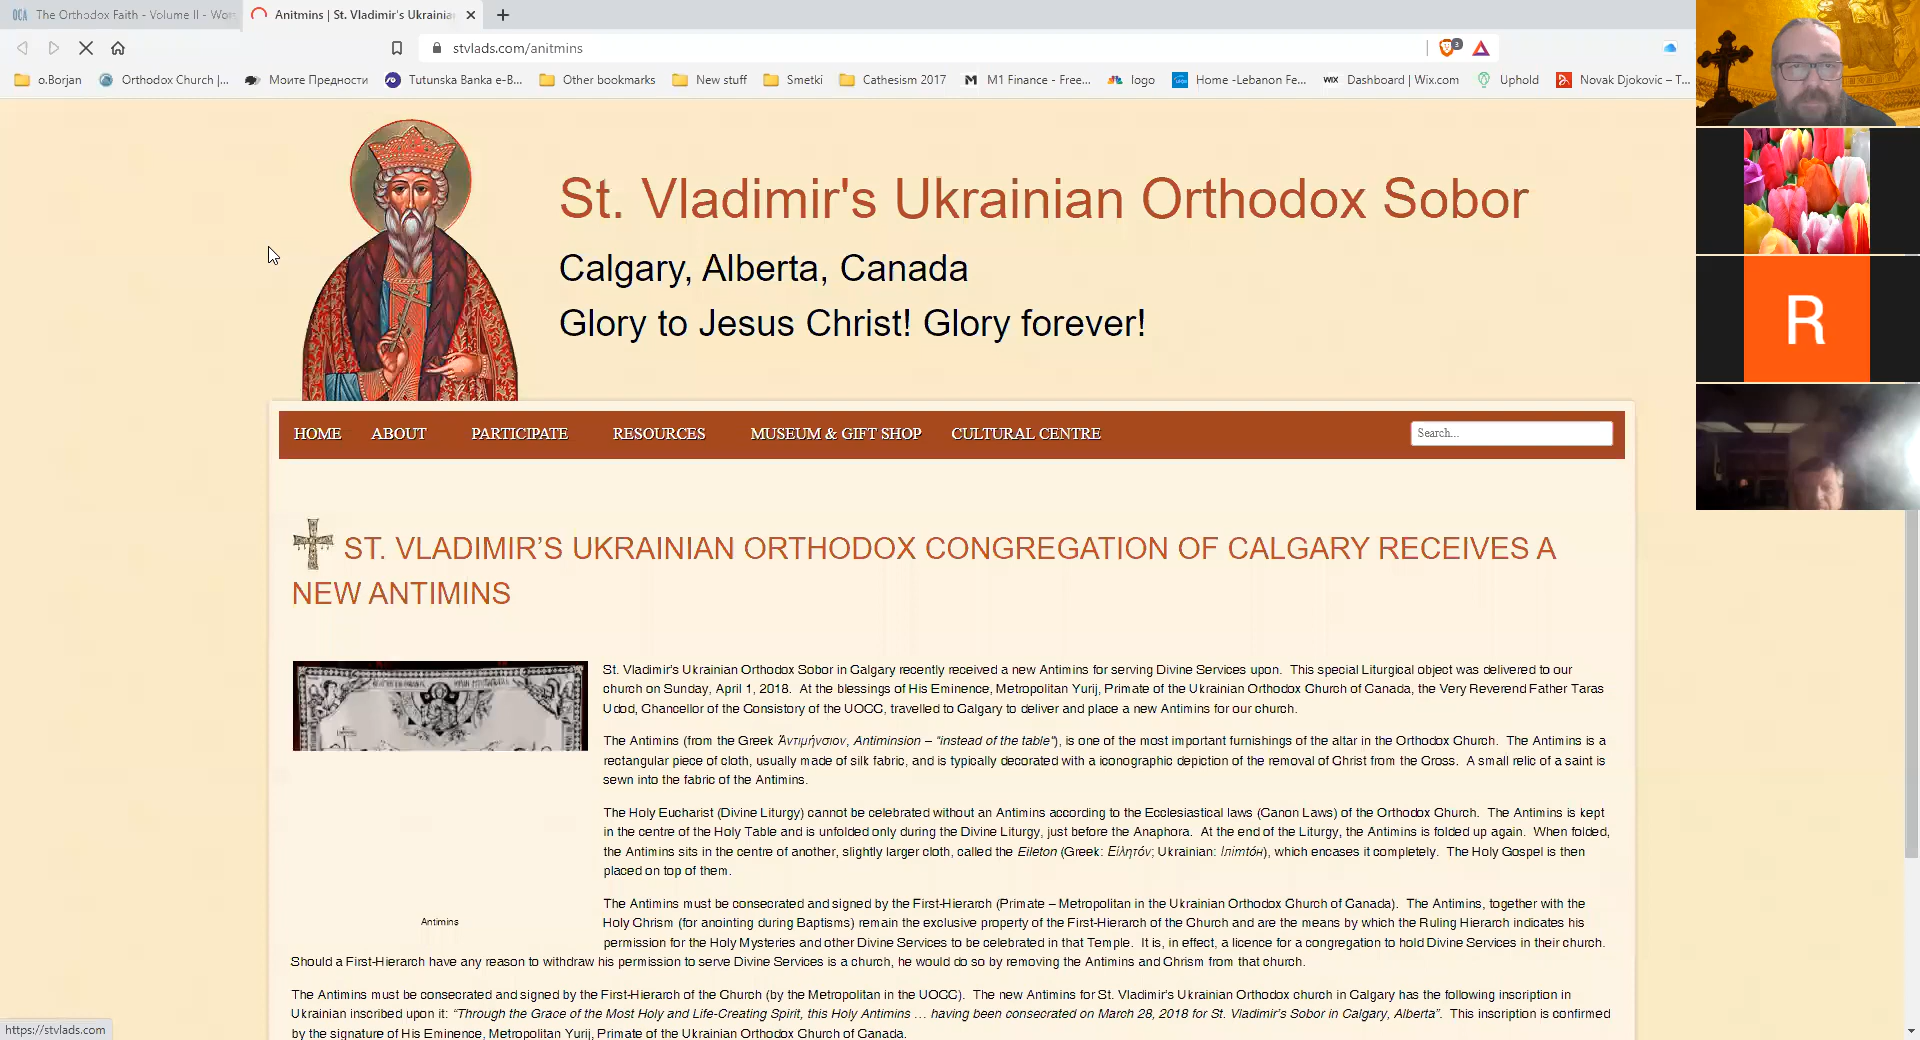 The Orthodox Faith - Volume II - Wor
Anitmins | St. Vladimir's Ukrainia
stvlads.com/anitmins
3
o.Borjan
Orthodox Church |...
Моите Предности
Tutunska Banka e-B...
Other bookmarks
New stuff
Smetki
Cathesism 2017
M1 Finance - Free...
logo
Home -Lebanon Fe...
Dashboard | Wix.com
Uphold
Novak Djokovic – T...
St. Vladimir's Ukrainian Orthodox Sobor
Calgary, Alberta, Canada
Glory to Jesus Christ! Glory forever!
R
HOME ABOUT PARTICIPATE RESOURCES MUSEUM & GIFT SHOP CULTURAL CENTRE Search...
ST. VLADIMIR'S UKRAINIAN ORTHODOX CONGREGATION OF CALGARY RECEIVES A
NEW ANTIMINS
St. Vladimir's Ukrainian Orthodox Sobor in Calgary recently received a new Antimins for serving Divine Services upon. This special Liturgical object was delivered to our
church on Sunday, April 1, 2018. At the blessings of His Eminence, Metropolitan Yurij, Primate of the Ukrainian Orthodox Church of Canada, the Very Reverend Father Taras
Udod, Chancellor of the Consistory of the UOCC, travelled to Calgary to deliver and place a new Antimins for our church.
The Antimins (from the Greek Ἀντιμήνσιον, Antiminsion – "instead of the table"), is one of the most important furnishings of the altar in the Orthodox Church. The Antimins is a
rectangular piece of cloth, usually made of silk fabric, and is typically decorated with a iconographic depiction of the removal of Christ from the Cross. A small relic of a saint is
sewn into the fabric of the Antimins.
The Holy Eucharist (Divine Liturgy) cannot be celebrated without an Antimins according to the Ecclesiastical laws (Canon Laws) of the Orthodox Church. The Antimins is kept
in the centre of the Holy Table and is unfolded only during the Divine Liturgy, just before the Anaphora. At the end of the Liturgy, the Antimins is folded up again. When folded,
the Antimins sits in the centre of another, slightly larger cloth, called the Eileton (Greek: Εἰλητόν; Ukrainian: Ілітón), which encases it completely. The Holy Gospel is then
placed on top of them.
Antimins
The Antimins must be consecrated and signed by the First-Hierarch (Primate – Metropolitan in the Ukrainian Orthodox Church of Canada). The Antimins, together with the
Holy Chrism (for anointing during Baptisms) remain the exclusive property of the First-Hierarch of the Church and are the means by which the Ruling Hierarch indicates his
permission for the Holy Mysteries and other Divine Services to be celebrated in that Temple. It is, in effect, a licence for a congregation to hold Divine Services in their church.
Should a First-Hierarch have any reason to withdraw his permission to serve Divine Services is a church, he would do so by removing the Antimins and Chrism from that church.
The Antimins must be consecrated and signed by the First-Hierarch of the Church (by the Metropolitan in the UOCC). The new Antimins for St. Vladimir's Ukrainian Orthodox church in Calgary has the following inscription in
Ukrainian inscribed upon it: "Through the Grace of the Most Holy and Life-Creating Spirit, this Holy Antimins … having been consecrated on March 28, 2018 for St. Vladimir's Sobor in Calgary, Alberta". This inscription is confirmed
by the signature of His Eminence, Metropolitan Yurij, Primate of the Ukrainian Orthodox Church of Canada.
https://stvlads.com